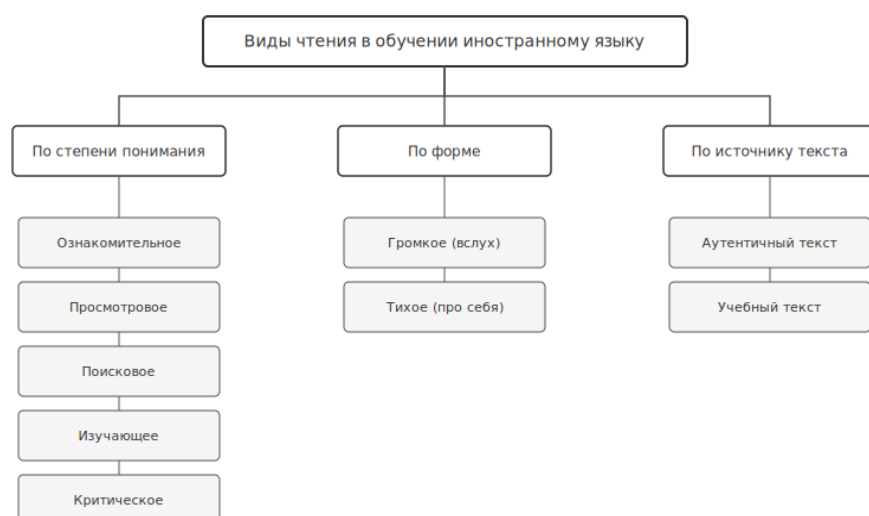 Виды чтения в обучении иностранному языку
По степени понимания
Ознакомительное
Просмотровое
Поисковое
Изучающее
Критическое
По форме
Громкое (вслух)
Тихое (про себя)
По источнику текста
Аутентичный текст
Учебный текст